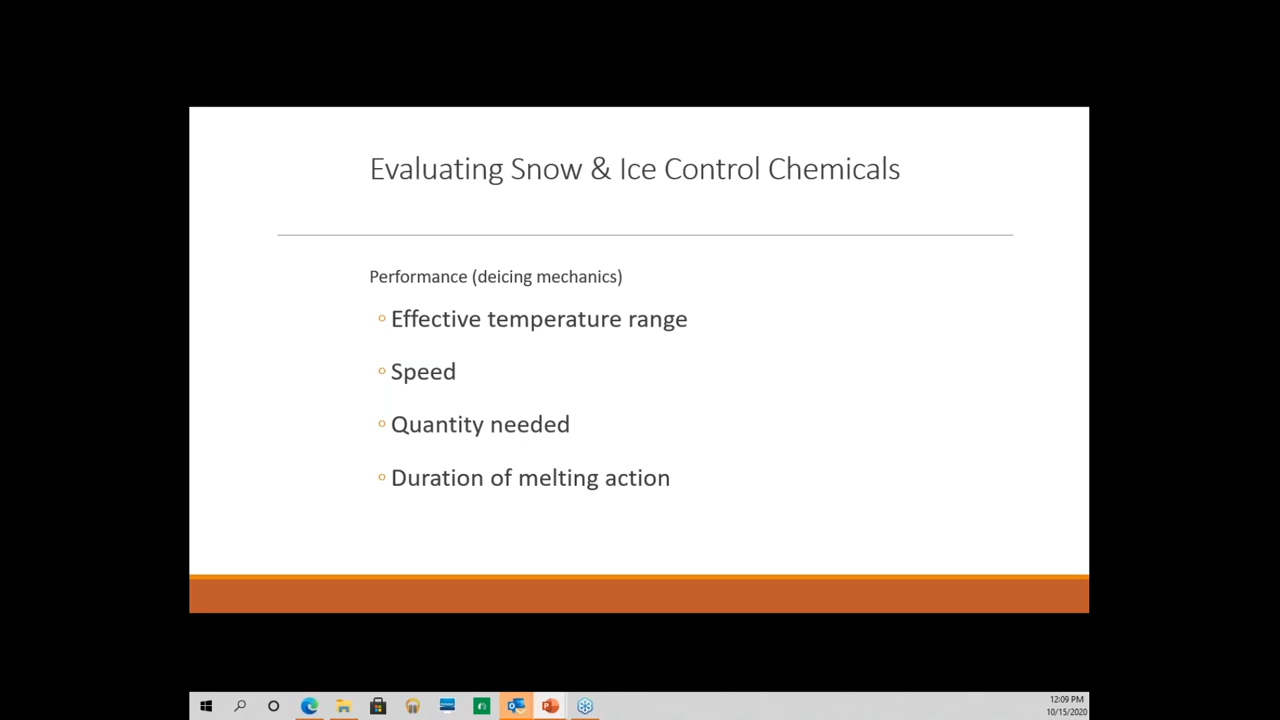 Evaluating Snow & Ice Control Chemicals
Performance (deicing mechanics)
Effective temperature range
Speed
Quantity needed
Duration of melting action
12:09 PM
10/15/2020